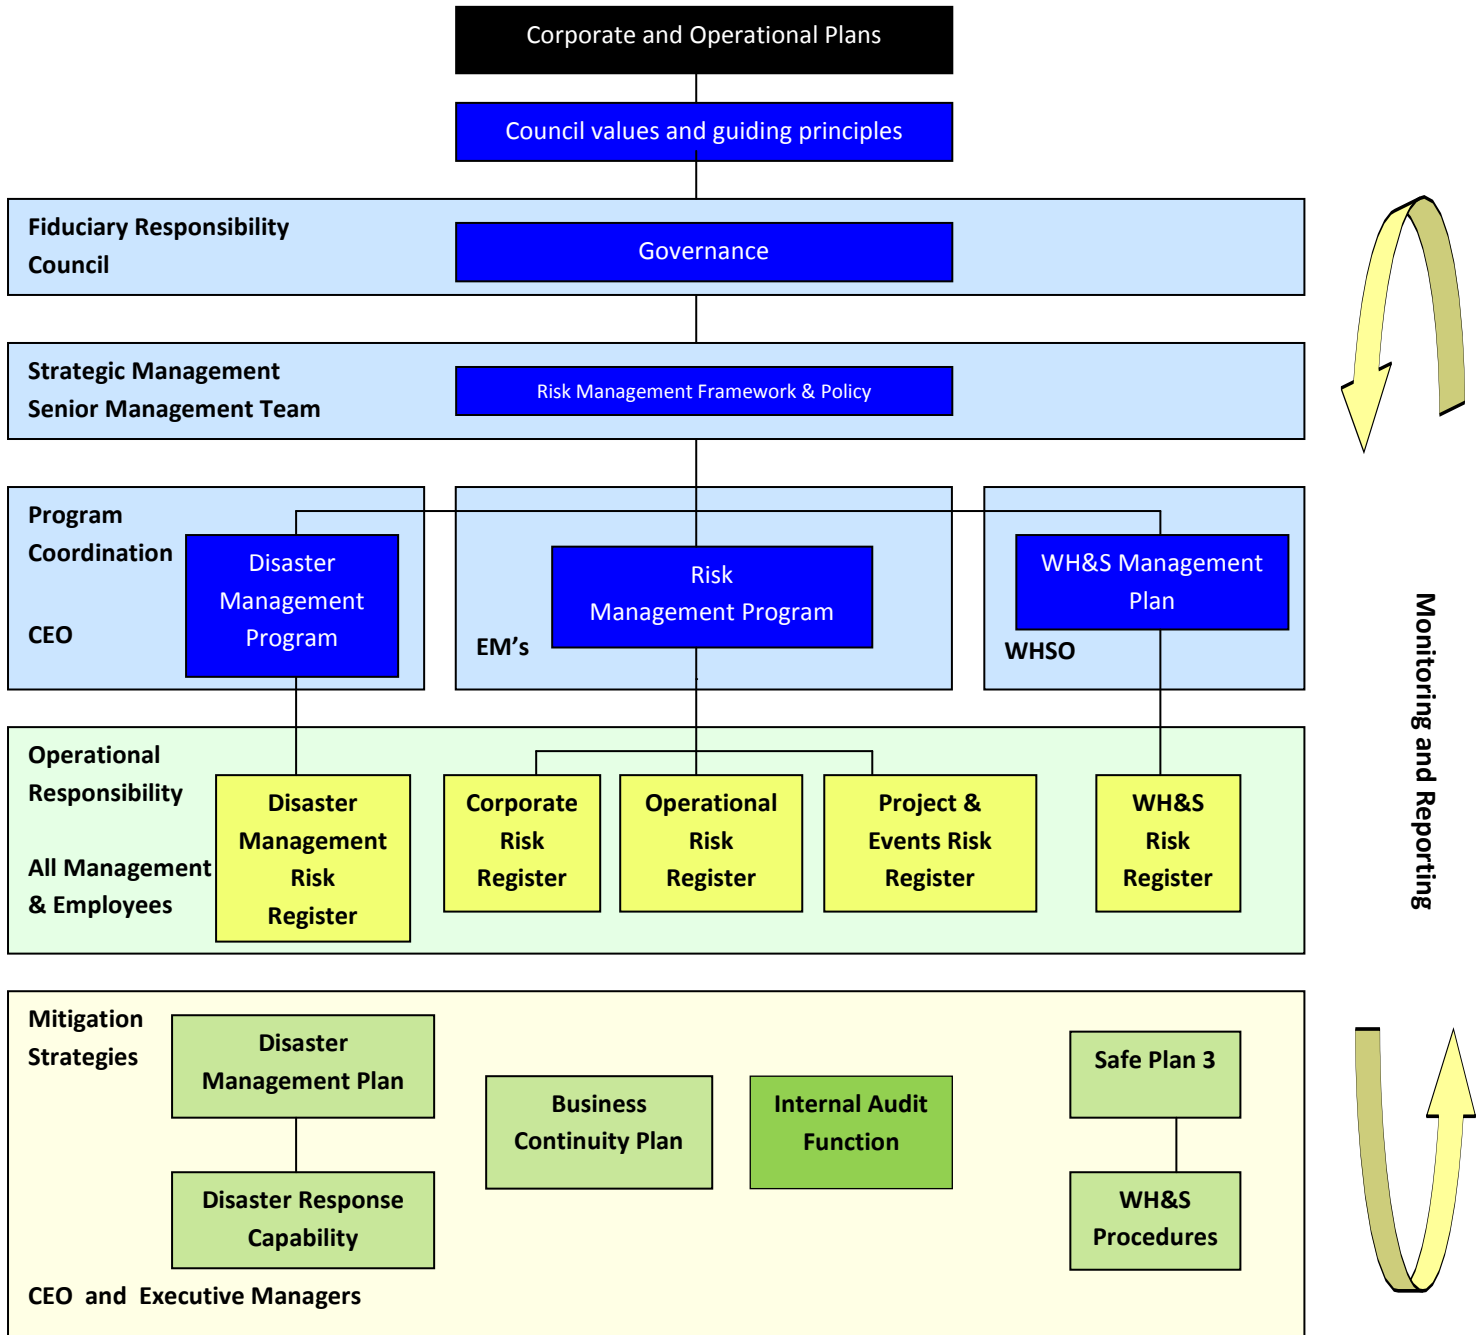 Corporate and Operational Plans
Council values and guiding principles
Fiduciary Responsibility
Council
Governance
Strategic Management
Senior Management Team
Risk Management Framework & Policy
Program
Coordination
CEO
Disaster
Management
Program
EM's
Risk
Management Program
WHSO
WH&S Management
Plan
Operational
Responsibility
All Management
& Employees
Disaster
Management
Risk
Register
Corporate
Risk
Register
Operational
Risk
Register
Project &
Events Risk
Register
WH&S
Risk
Register
Monitoring and Reporting
Mitigation
Strategies
Disaster
Management Plan
Disaster Response
Capability
Business
Continuity Plan
Internal Audit
Function
Safe Plan 3
WH&S
Procedures
CEO and Executive Managers